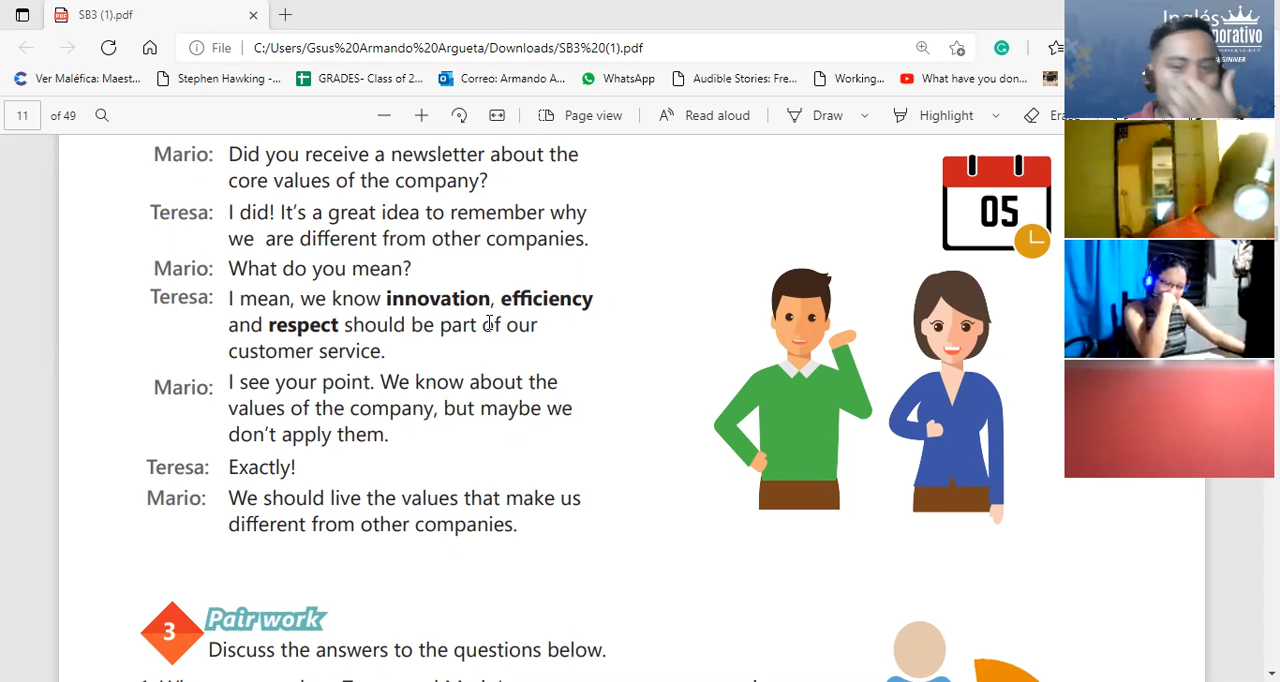 SB3 (1).pdf
File C:/Users/Gsus%20Armando%20Argueta/Downloads/SB3%20(1).pdf
Ver Maléfica: Maest... Stephen Hawking -... GRADES- Class of 2... Correo: Armando A... WhatsApp Audible Stories: Fre... Working... What have you don...
11 of 49 Page view Read aloud Draw Highlight
Inglés
Mario: Did you receive a newsletter about the
core values of the company?
Teresa: I did! It's a great idea to remember why
we are different from other companies.
Mario: What do you mean?
Teresa: I mean, we know innovation, efficiency
and respect should be part of our
customer service.
Mario: I see your point. We know about the
values of the company, but maybe we
don't apply them.
Teresa: Exactly!
Mario: We should live the values that make us
different from other companies.
05
3 Pair work
Discuss the answers to the questions below.